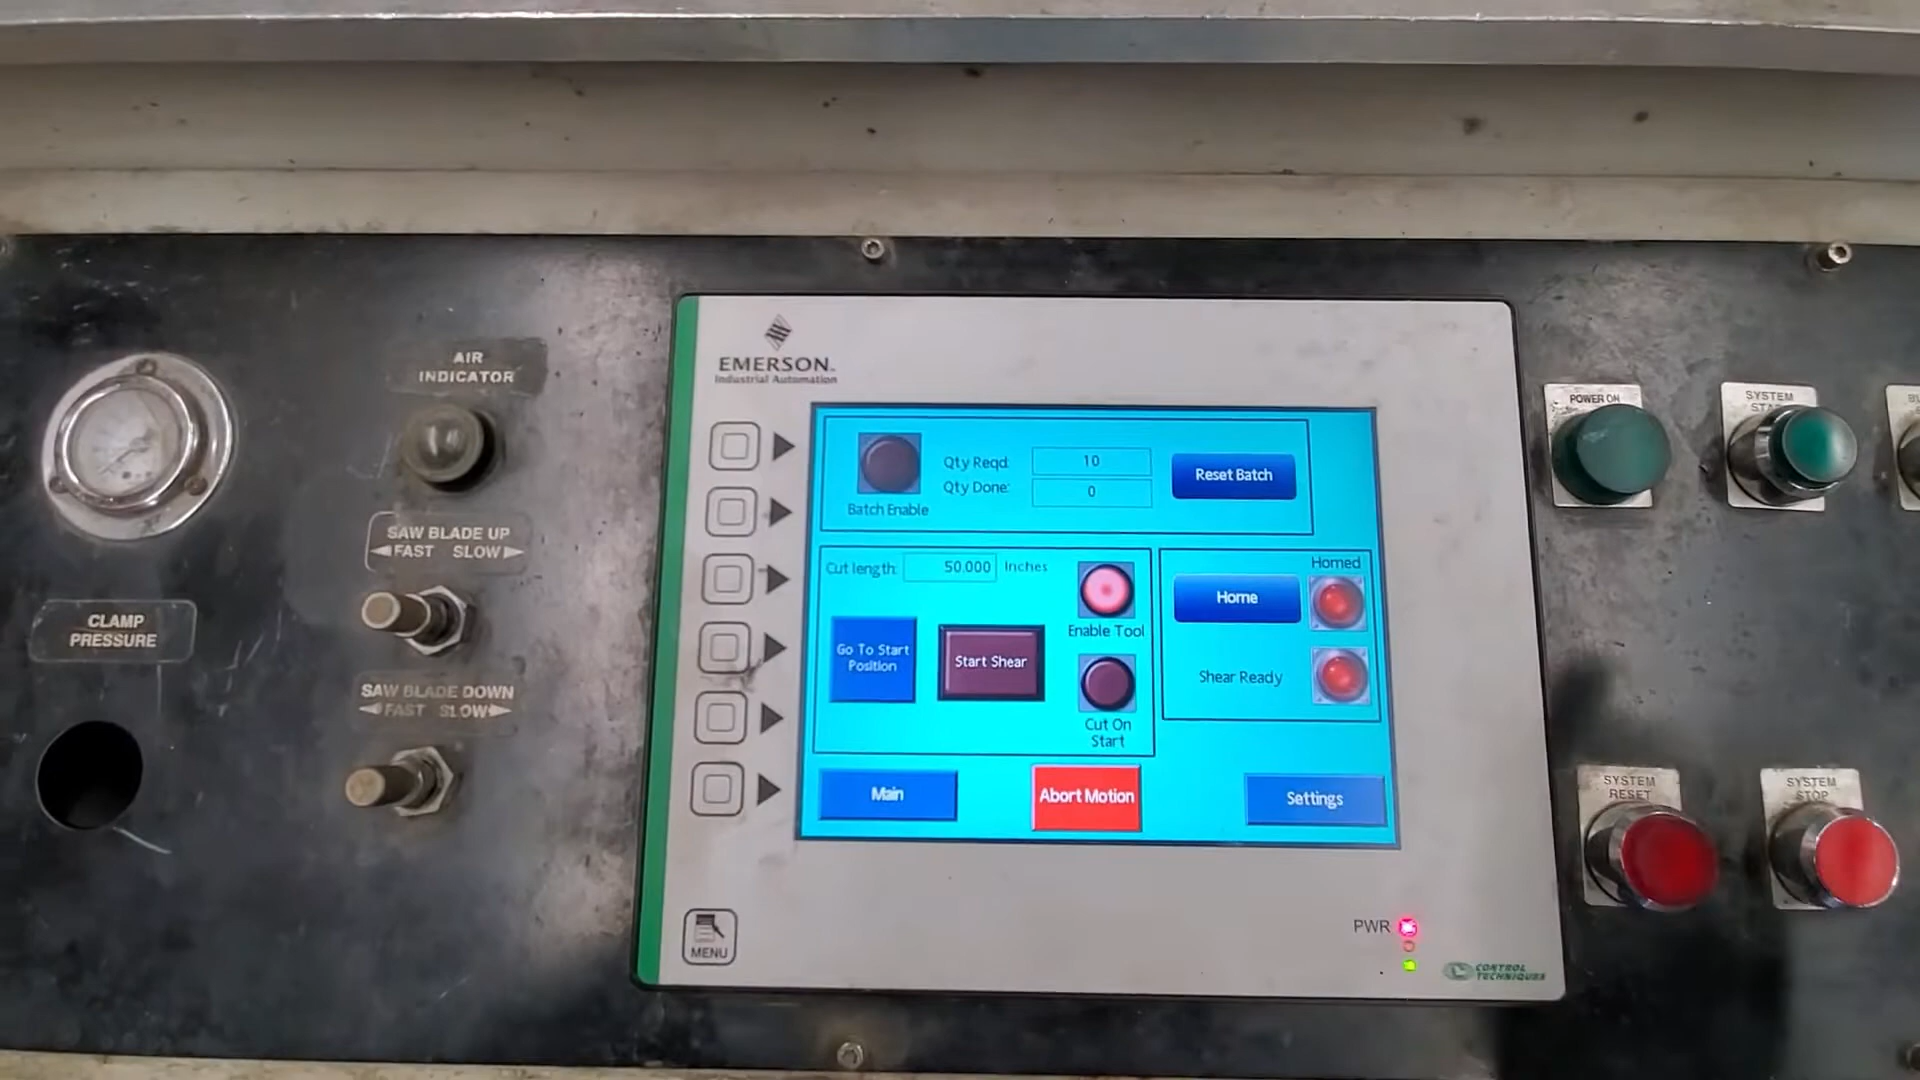 AIR
INDICATOR
SAW BLADE UP
FAST SLOW
CLAMP
PRESSURE
SAW BLADE DOWN
FAST SLOW
EMERSON
Industrial Automation
Batch Enable
Qty Reqd: 10
Qty Done: 0
Reset Batch
Cut length: 50.000 Inches
Enable Tool
Go To Start
Position
Start Shear
Cut On
Start
Homed
Home
Shear Ready
Main
Abort Motion
Settings
MENU
PWR
CONTROL
TECHNIQUES
POWER ON
SYSTEM
SYSTEM
RESET
SYSTEM
STOP